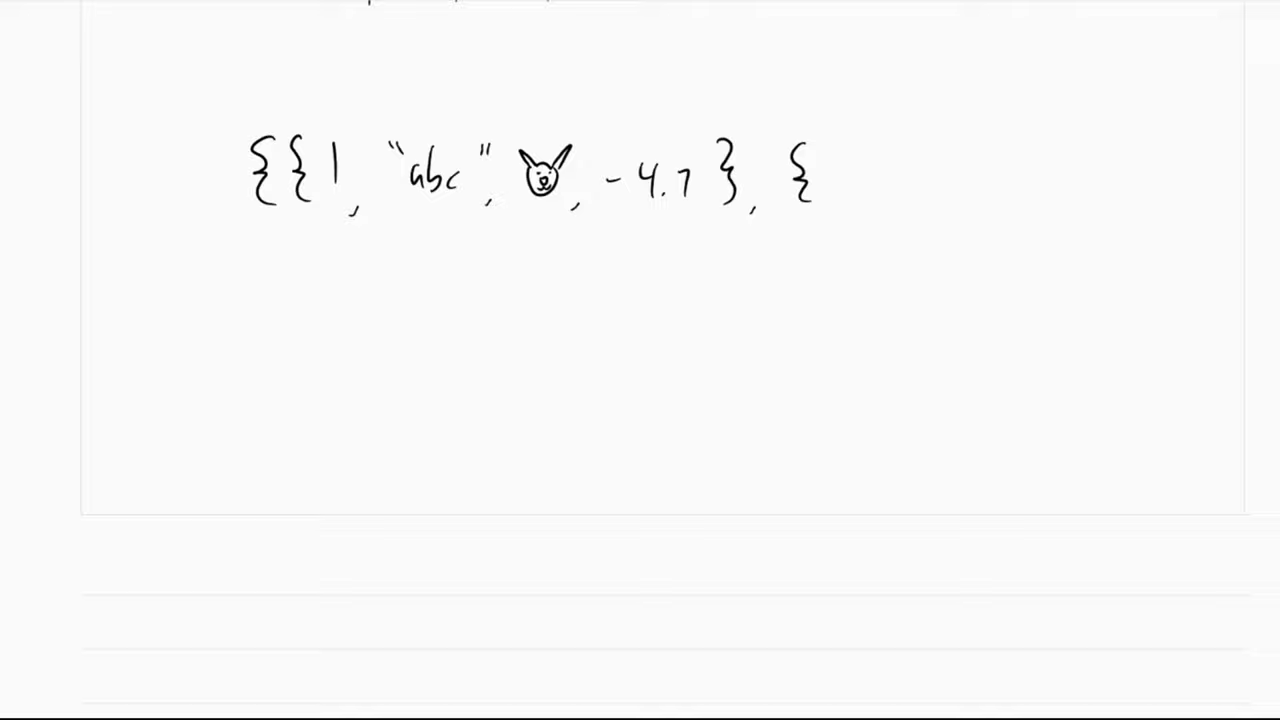 {{1, "abc", -4.7}, {